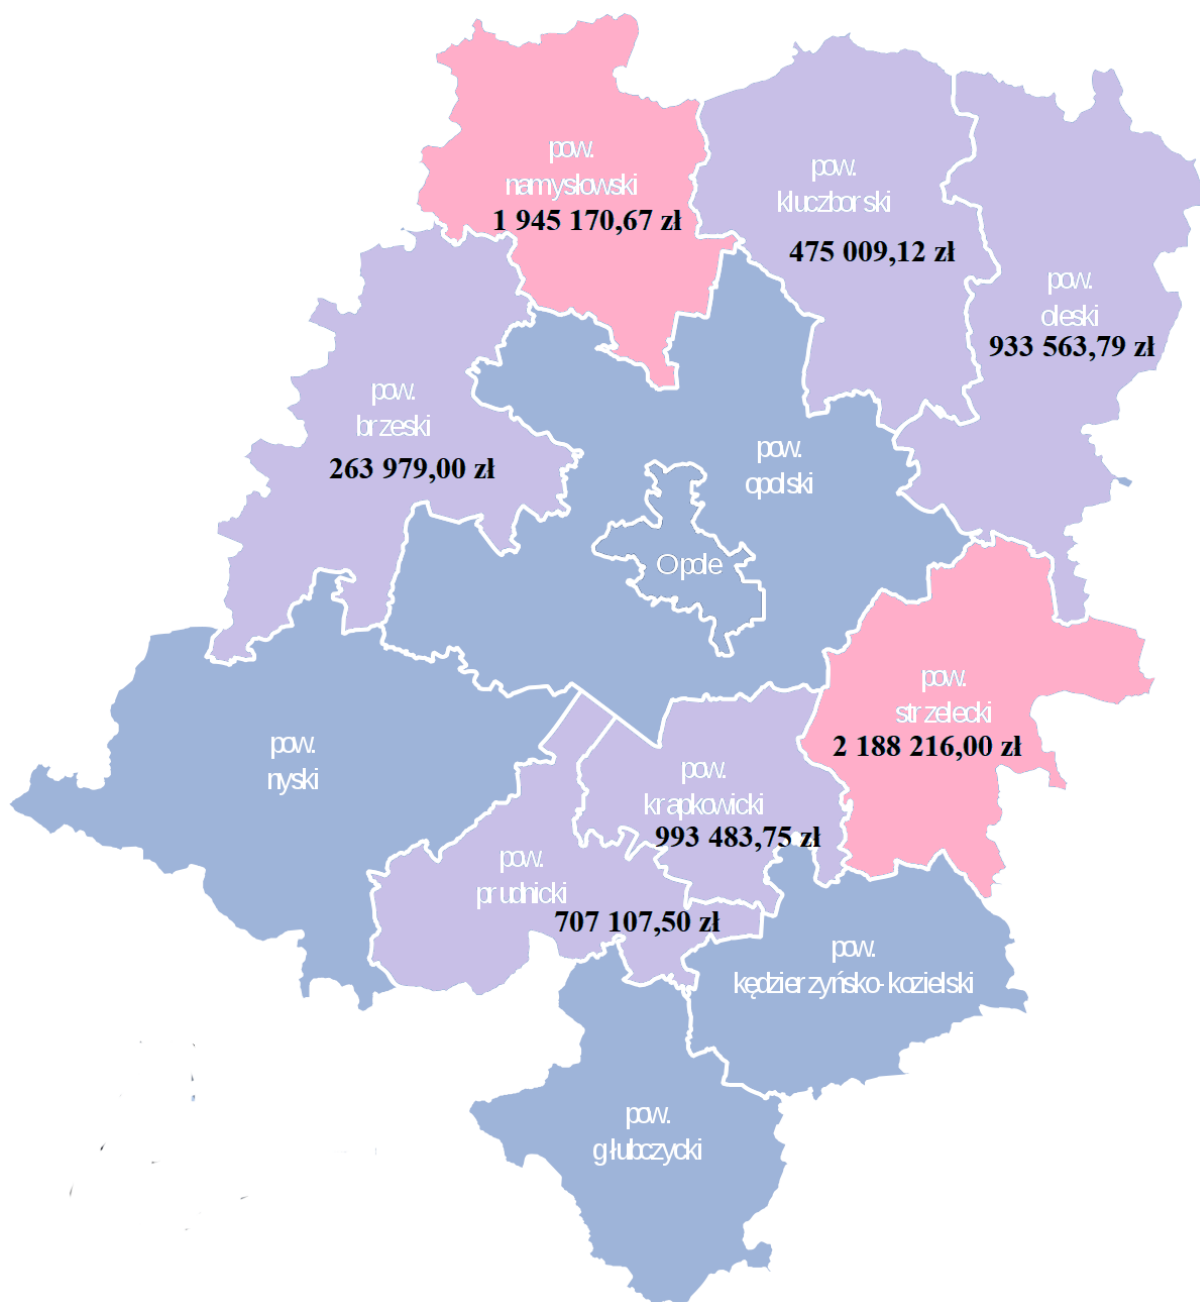 pow.
namysłowski
1 945 170,67 zł
pow.
kluczborski
475 009,12 zł
pow.
oleski
933 563,79 zł
pow.
brzeski
263 979,00 zł
pow.
opolski
Opole
pow.
strzelecki
2 188 216,00 zł
pow.
nyski
pow.
krapkowicki
993 483,75 zł
pow.
prudnicki
707 107,50 zł
pow.
kędzierzyńsko-kozielski
pow.
głubczycki